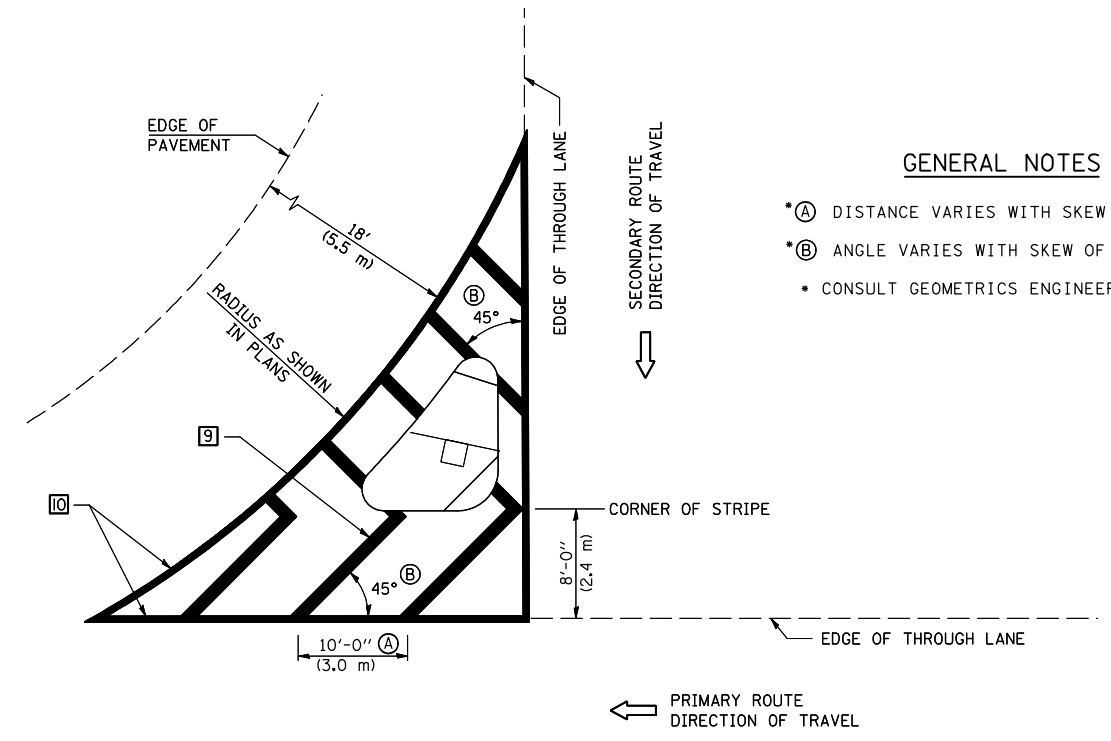 EDGE OF
PAVEMENT
18'
(5.5 m)
RADIUS AS SHOWN
IN PLANS
9
10
B
45°
EDGE OF THROUGH LANE
SECONDARY ROUTE
DIRECTION OF TRAVEL
GENERAL NOTES
*A DISTANCE VARIES WITH SKEW
*B ANGLE VARIES WITH SKEW OF
* CONSULT GEOMETRICS
CORNER OF STRIPE
8'-0"
(2.4 m)
45° B
10'-0" A
(3.0 m)
EDGE OF THROUGH LANE
PRIMARY ROUTE
DIRECTION OF TRAVEL